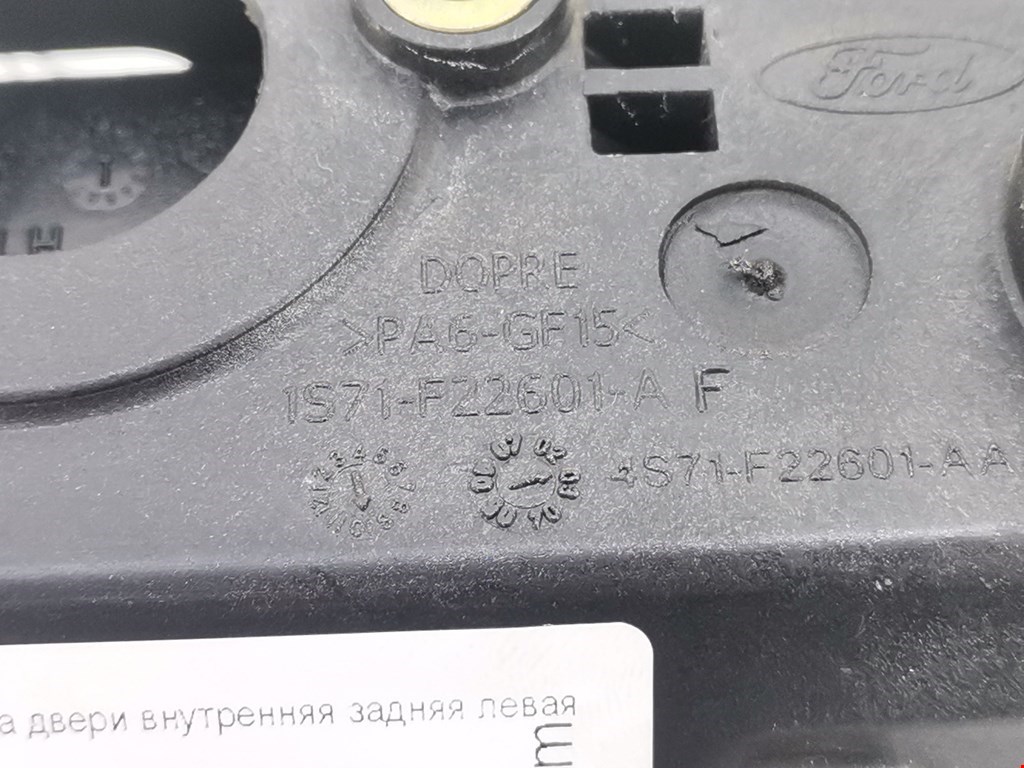 Ford
DOPRE
>PA6-GF15<
1S71-F22601-A F
4S71-F22601-AA
а двери внутренняя задняя левая
m